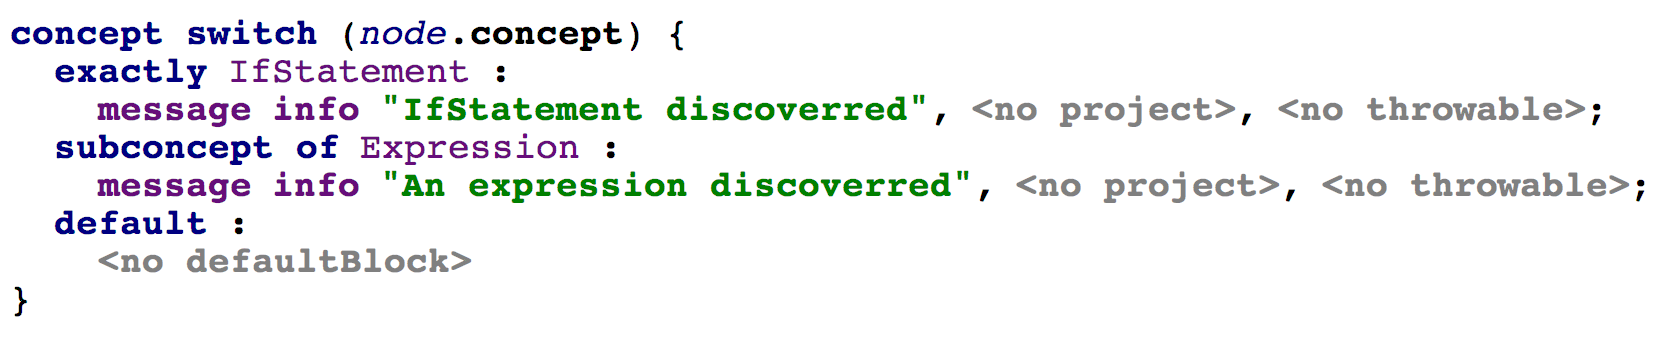 concept switch (node.concept) {
  exactly IfStatement :
    message info "IfStatement discoverred", <no project>, <no throwable>;
  subconcept of Expression :
    message info "An expression discoverred", <no project>, <no throwable>;
  default :
    <no defaultBlock>
}